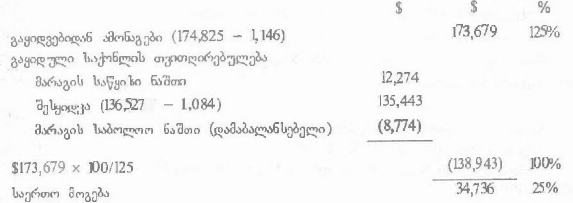 $ $ %
გაყიდვებიდან ამონაგები (174,825 – 1,146) 173,679 125%
გაყიდული საქონლის თვითღირებულება
მარაგის საწყისი ნაშთი 12,274
შესყიდვა (136,527 – 1,084) 135,443
მარაგის საბოლოო ნაშთი (დამაბალანსებელი) (8,774)
$173,679 × 100/125 (138,943) 100%
საერთო მოგება 34,736 25%